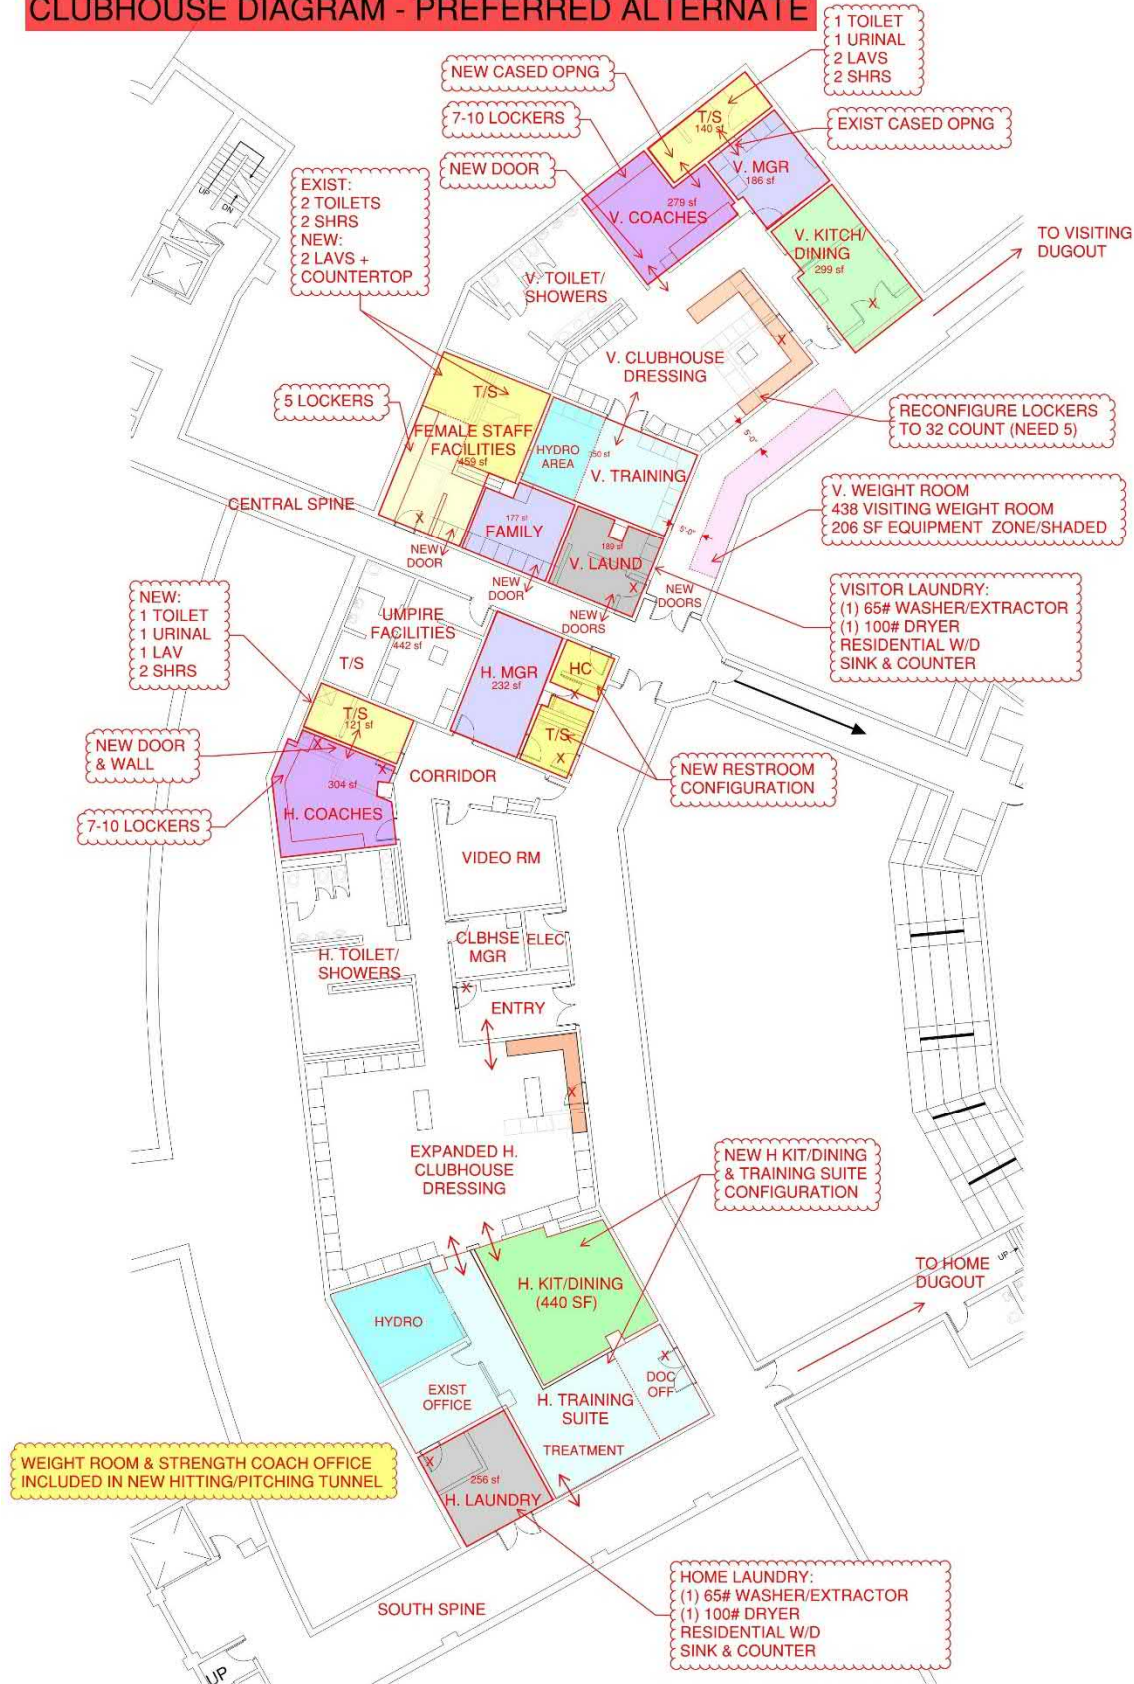 CLUBHOUSE DIAGRAM - PREFERRED ALTERNATE
1 TOILET
1 URINAL
2 LAVS
2 SHRS
NEW CASED OPNG
7-10 LOCKERS
NEW DOOR
EXIST CASED OPNG
T/S
140 sf
V. MGR
186 sf
279 sf
V. COACHES
V. KITCH/
DINING
299 sf
TO VISITING
DUGOUT
UP
DN
EXIST:
2 TOILETS
2 SHRS
NEW:
2 LAVS +
COUNTERTOP
V. TOILET/
SHOWERS
X
V. CLUBHOUSE
DRESSING
X
RECONFIGURE LOCKERS
TO 32 COUNT (NEED 5)
5'-0"
5 LOCKERS
T/S
FEMALE STAFF
FACILITIES
459 sf
HYDRO
AREA
350 sf
V. TRAINING
V. WEIGHT ROOM
438 VISITING WEIGHT ROOM
206 SF EQUIPMENT ZONE/SHADED
5'-0"
CENTRAL SPINE
X
177 sf
FAMILY
189 sf
V. LAUND
X
NEW
DOOR
NEW
DOOR
NEW
DOORS
NEW
DOORS
VISITOR LAUNDRY:
(1) 65# WASHER/EXTRACTOR
(1) 100# DRYER
RESIDENTIAL W/D
SINK & COUNTER
NEW:
1 TOILET
1 URINAL
1 LAV
2 SHRS
UMPIRE
FACILITIES
442 sf
T/S
H. MGR
232 sf
HC
X
T/S
X
T/S
121 sf
NEW DOOR
& WALL
X
X
304 sf
H. COACHES
7-10 LOCKERS
CORRIDOR
NEW RESTROOM
CONFIGURATION
VIDEO RM
CLBHSE
MGR
ELEC
H. TOILET/
SHOWERS
X
ENTRY
X
EXPANDED H.
CLUBHOUSE
DRESSING
NEW H KIT/DINING
& TRAINING SUITE
CONFIGURATION
H. KIT/DINING
(440 SF)
TO HOME
DUGOUT
UP
HYDRO
X
DOC
OFF
EXIST
OFFICE
H. TRAINING
SUITE
TREATMENT
WEIGHT ROOM & STRENGTH COACH OFFICE
INCLUDED IN NEW HITTING/PITCHING TUNNEL
X
256 sf
H. LAUNDRY
HOME LAUNDRY:
(1) 65# WASHER/EXTRACTOR
(1) 100# DRYER
RESIDENTIAL W/D
SINK & COUNTER
SOUTH SPINE
UP